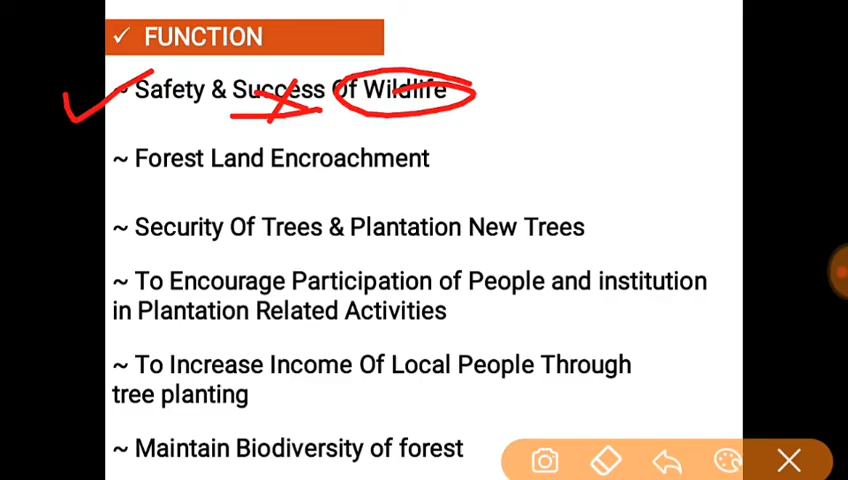 ✓ FUNCTION
~ Safety & Success Of Wildlife
~ Forest Land Encroachment
~ Security Of Trees & Plantation New Trees
~ To Encourage Participation of People and institution
in Plantation Related Activities
~ To Increase Income Of Local People Through
tree planting
~ Maintain Biodiversity of forest